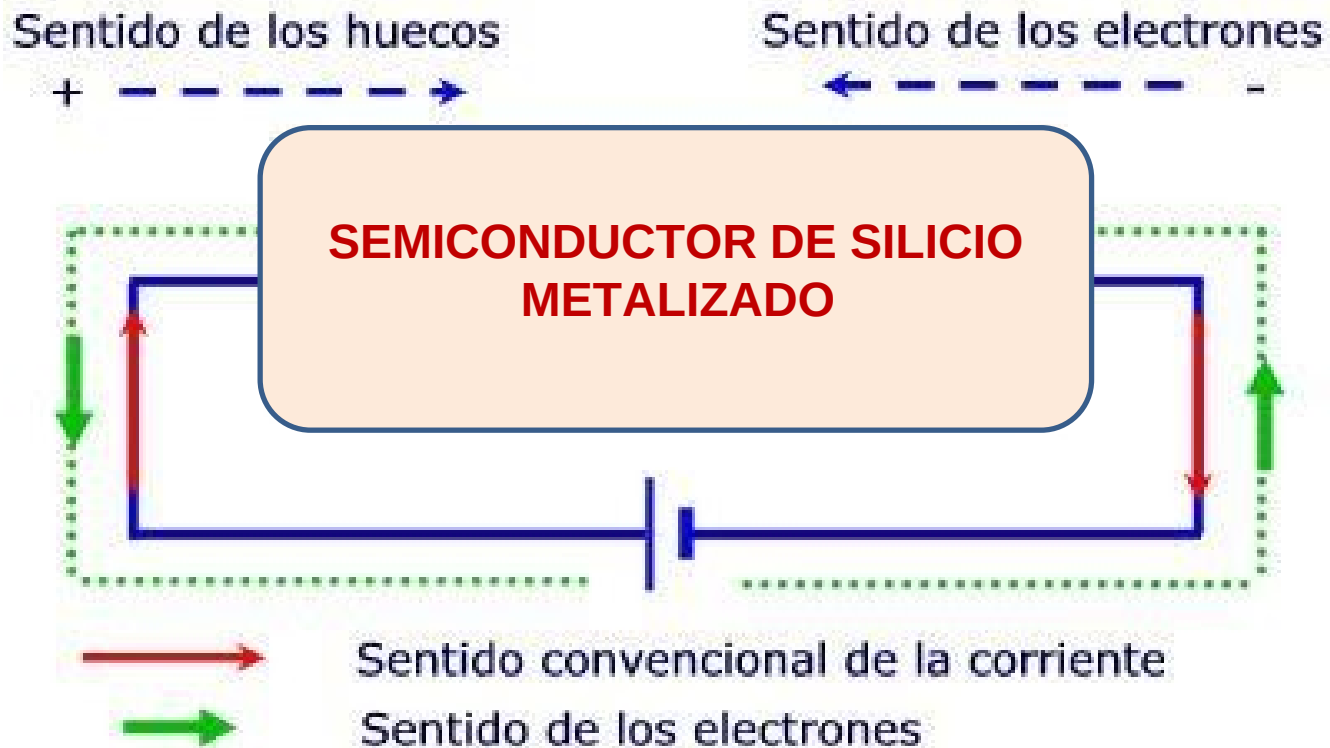 Sentido de los huecos
Sentido de los electrones
+
-
SEMICONDUCTOR DE SILICIO
METALIZADO
Sentido convencional de la corriente
Sentido de los electrones